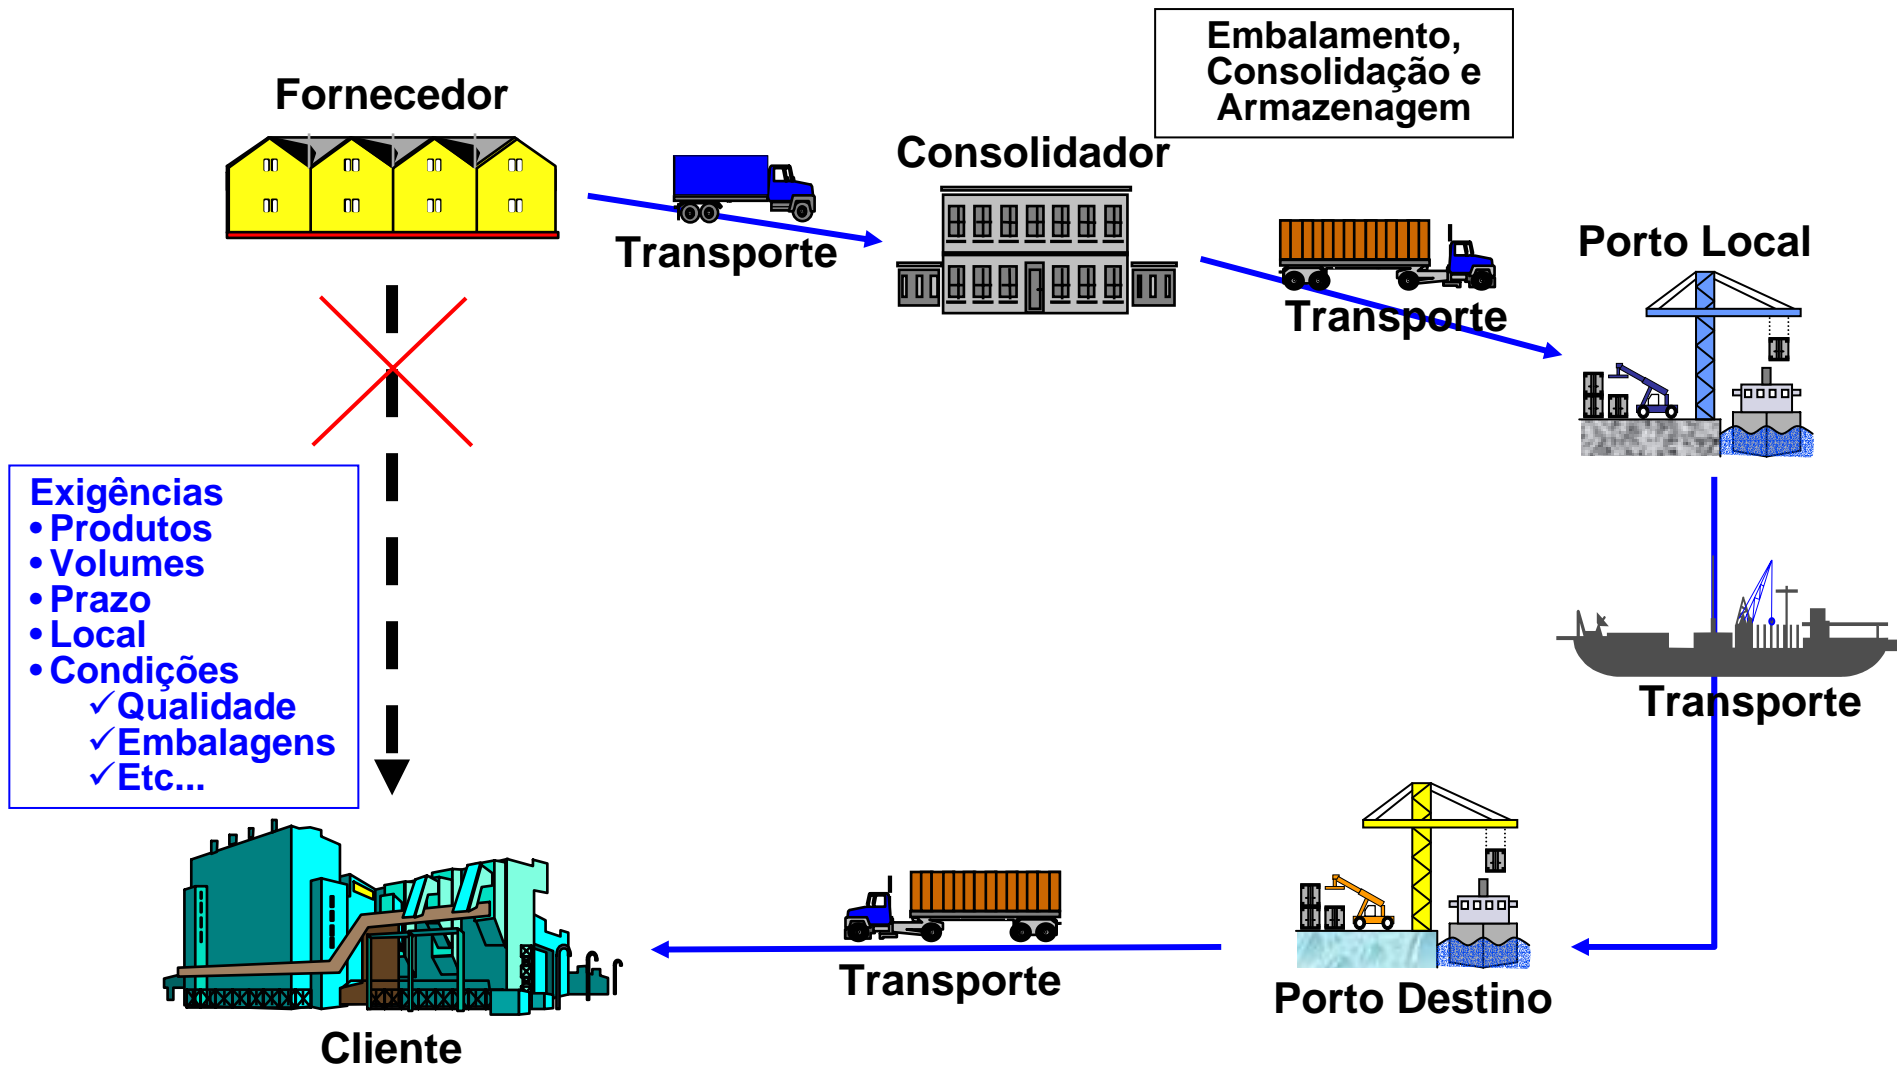 Embalamento,
Consolidação e
Armazenagem
Fornecedor
Consolidador
Transporte
Porto Local
Transporte
Exigências
• Produtos
• Volumes
• Prazo
• Local
• Condições
✓Qualidade
✓Embalagens
✓Etc...
Transporte
Transporte
Porto Destino
Cliente